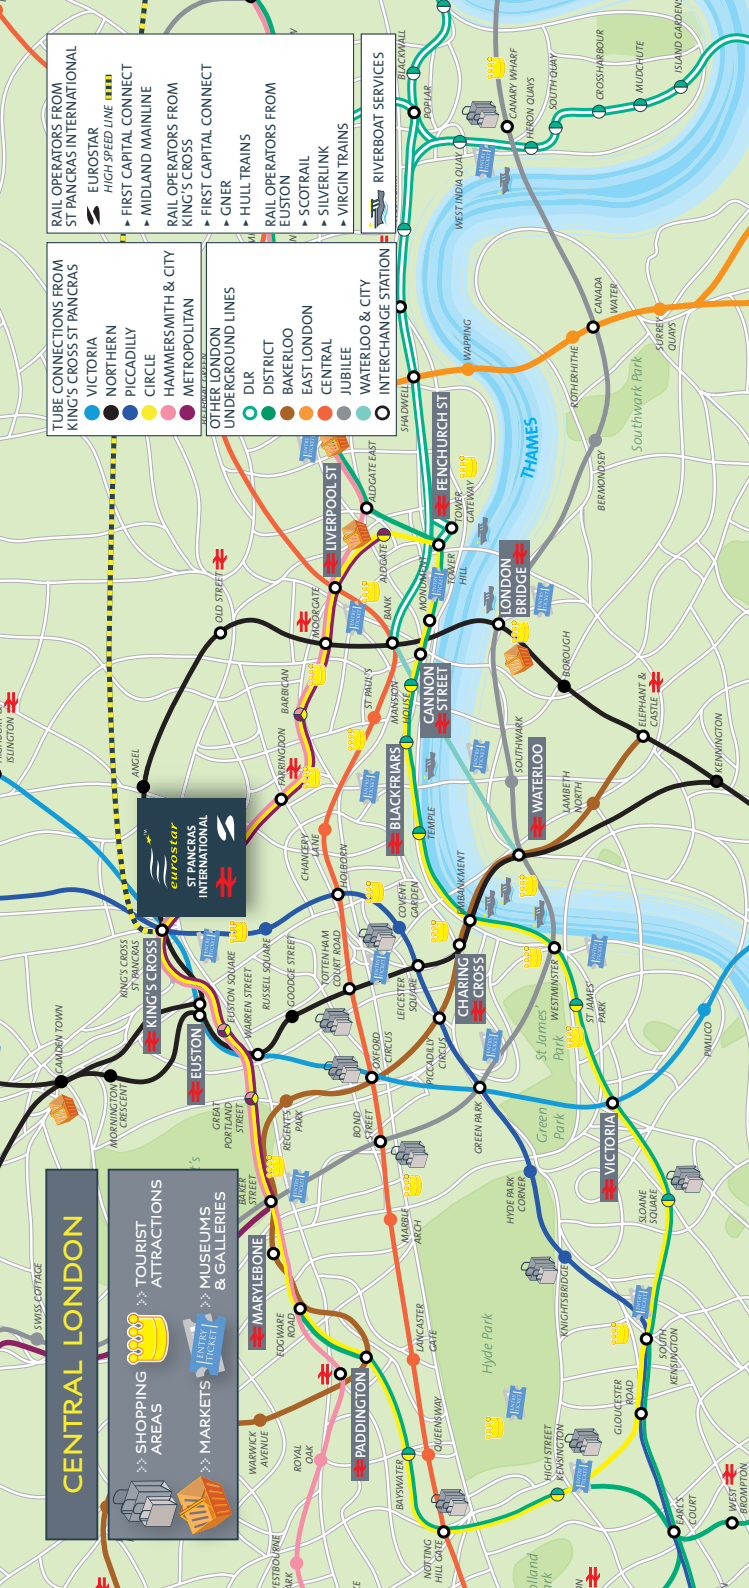 CENTRAL LONDON
SHOPPING
AREAS
TOURIST
ATTRACTIONS
MARKETS
ENTRY
TICKET
MUSEUMS
& GALLERIES
TUBE CONNECTIONS FROM
KING'S CROSS ST PANCRAS
VICTORIA
NORTHERN
PICCADILLY
CIRCLE
HAMMERSMITH & CITY
METROPOLITAN
OTHER LONDON
UNDERGROUND LINES
DLR
DISTRICT
BAKERLOO
EAST LONDON
CENTRAL
JUBILEE
WATERLOO & CITY
INTERCHANGE STATION
RAIL OPERATORS FROM
ST PANCRAS INTERNATIONAL
EUROSTAR
HIGH SPEED LINE
FIRST CAPITAL CONNECT
MIDLAND MAINLINE
RAIL OPERATORS FROM
KING'S CROSS
FIRST CAPITAL CONNECT
GNER
HULL TRAINS
RAIL OPERATORS FROM
EUSTON
SCOTRAIL
SILVERLINK
VIRGIN TRAINS
RIVERBOAT SERVICES
SWISS COTTAGE
CAMDEN TOWN
MORNINGTON
CRESCENT
KING'S CROSS
ST PANCRAS
KING'S CROSS
eurostar
ST PANCRAS
INTERNATIONAL
ANGEL
ISLINGTON
OLD STREET
EUSTON
EUSTON SQUARE
WARREN STREET
RUSSELL SQUARE
GOODGE STREET
GREAT
PORTLAND
STREET
REGENT'S
PARK
BAKER
STREET
MARYLEBONE
EDGWARE
ROAD
PADDINGTON
WARWICK
AVENUE
ROYAL
OAK
BAYSWATER
QUEENSWAY
NOTTING
HILL GATE
LANCASTER
GATE
MARBLE
ARCH
BOND
STREET
OXFORD
CIRCUS
TOTTENHAM
COURT ROAD
HOLBORN
CHANCERY
LANE
FARRINGDON
BARBICAN
MOORGATE
LIVERPOOL ST
ALDGATE
ALDGATE EAST
ST PAUL'S
BANK
MANSION
HOUSE
CANNON
STREET
MONUMENT
TOWER
HILL
TOWER
GATEWAY
FENCHURCH ST
SHADWELL
WAPPING
ROTHERHITHE
CANADA
WATER
SURREY
QUAYS
BERMONDSEY
Southwark Park
THAMES
LONDON
BRIDGE
BOROUGH
ELEPHANT &
CASTLE
KENNINGTON
LAMBETH
NORTH
SOUTHWARK
WATERLOO
BLACKFRIARS
TEMPLE
EMBANKMENT
COVENT
GARDEN
LEICESTER
SQUARE
CHARING
CROSS
PICCADILLY
CIRCUS
GREEN PARK
WESTMINSTER
ST JAMES'
PARK
St James'
Park
Green
Park
PIMLICO
VICTORIA
SLOANE
SQUARE
HYDE PARK
CORNER
KNIGHTSBRIDGE
Hyde Park
SOUTH
KENSINGTON
GLOUCESTER
ROAD
HIGH STREET
KENSINGTON
EARL'S
COURT
WEST
BROMPTON
POPLAR
BLACKWALL
WEST INDIA QUAY
CANARY WHARF
HERON QUAYS
SOUTH QUAY
CROSSHARBOUR
MUDCHUTE
ISLAND GARDENS